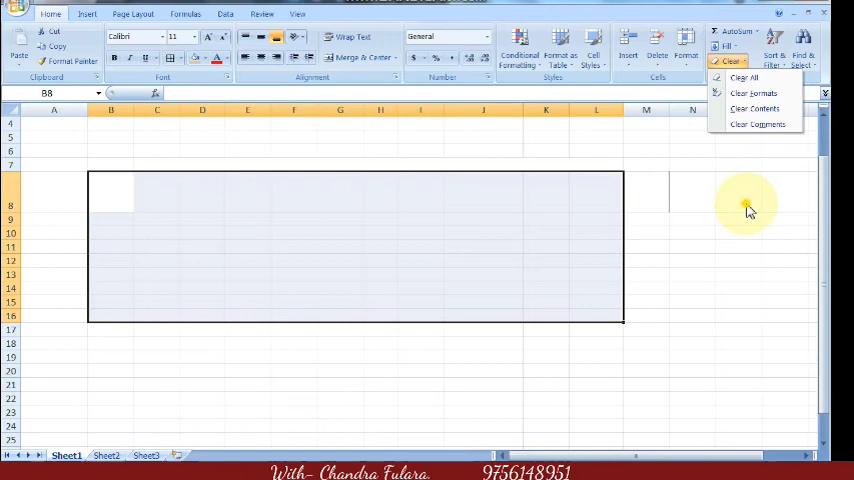 Home Insert Page Layout Formulas Data Review View
Cut
Copy
Format Painter
Paste
Clipboard
Calibri 11
B I U
Font
Wrap Text
Merge & Center
Alignment
General
$ % ,
Number
Conditional Formatting
Format as Table
Cell Styles
Styles
Insert Delete Format
Cells
Σ AutoSum
Fill
Clear
Sort & Filter
Find & Select
Clear All
Clear Formats
Clear Contents
Clear Comments
B8 fx
A B C D E F G H I J K L M N
4
5
6
7
8
9
10
11
12
13
14
15
16
17
18
19
20
21
22
23
24
25
Sheet1 Sheet2 Sheet3
With- Chandra Fulara. 9756148951